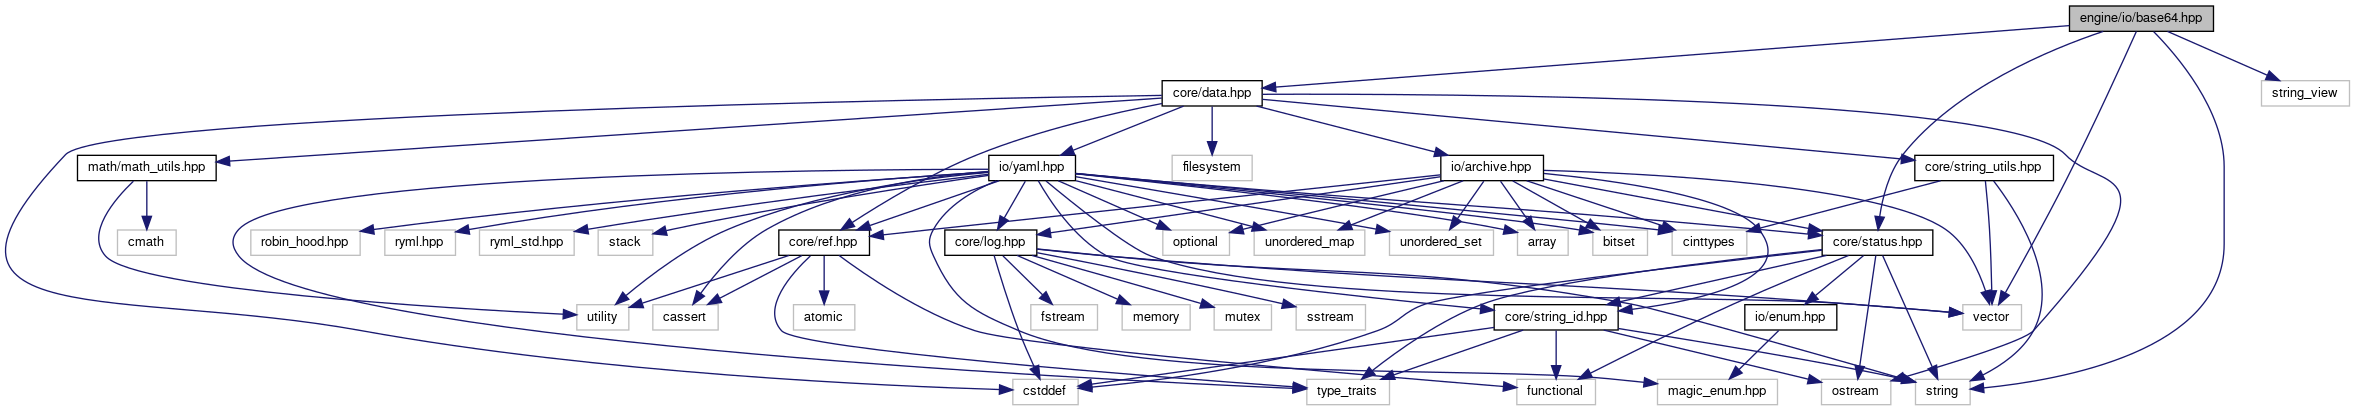 engine/io/base64.hpp
core/data.hpp
string_view
math/math_utils.hpp
io/yaml.hpp
filesystem
io/archive.hpp
core/string_utils.hpp
cmath
robin_hood.hpp
ryml.hpp
ryml_std.hpp
stack
core/ref.hpp
core/log.hpp
optional
unordered_map
unordered_set
array
bitset
cinttypes
core/status.hpp
utility
cassert
atomic
fstream
memory
mutex
sstream
core/string_id.hpp
io/enum.hpp
vector
cstddef
type_traits
functional
magic_enum.hpp
ostream
string